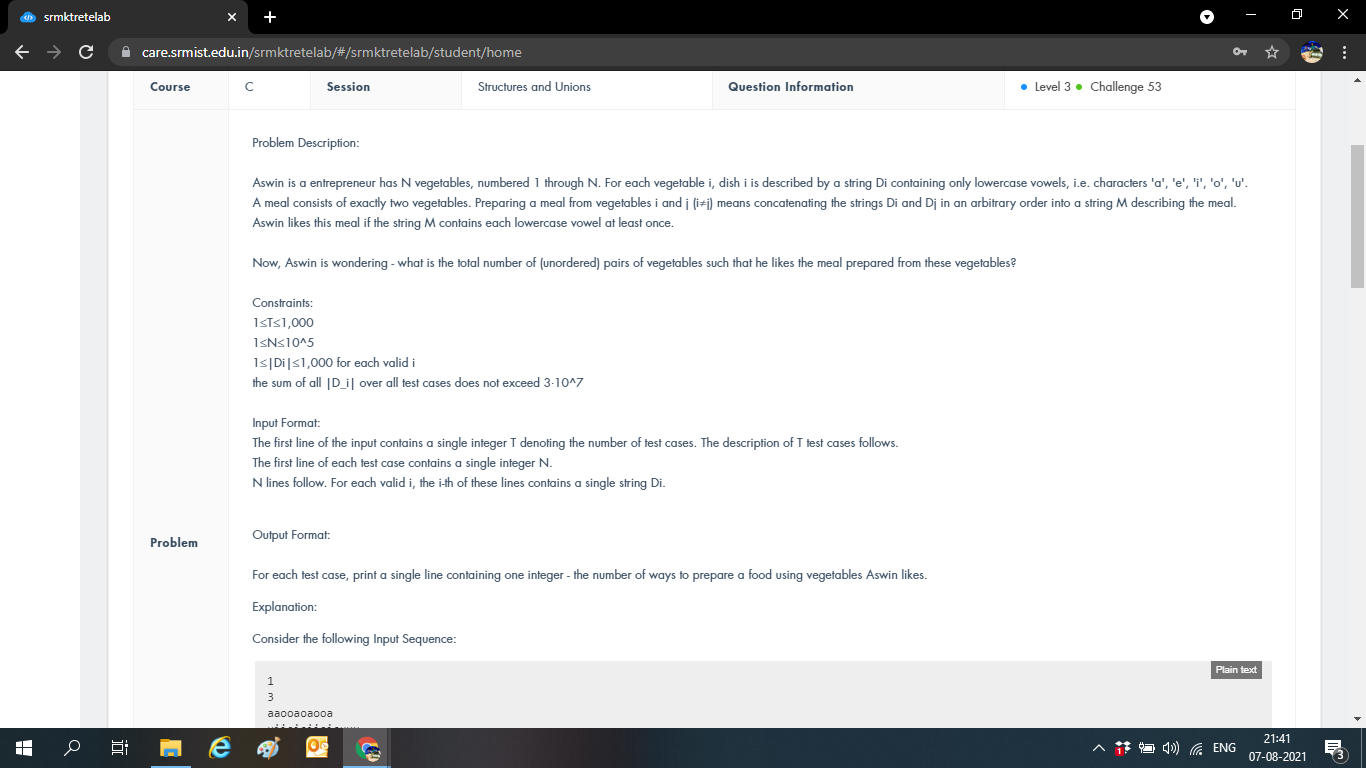 srmktretelab
care.srmist.edu.in/srmktretelab/#/srmktretelab/student/home
Course C Session Structures and Unions Question Information Level 3 Challenge 53
Problem Description:
Aswin is a entrepreneur has N vegetables, numbered 1 through N. For each vegetable i, dish i is described by a string Di containing only lowercase vowels, i.e. characters 'a', 'e', 'i', 'o', 'u'.
A meal consists of exactly two vegetables. Preparing a meal from vegetables i and j (i≠j) means concatenating the strings Di and Dj in an arbitrary order into a string M describing the meal.
Aswin likes this meal if the string M contains each lowercase vowel at least once.
Now, Aswin is wondering - what is the total number of (unordered) pairs of vegetables such that he likes the meal prepared from these vegetables?
Constraints:
1≤T≤1,000
1≤N≤10^5
1≤|Di|≤1,000 for each valid i
the sum of all |D_i| over all test cases does not exceed 3·10^7
Input Format:
The first line of the input contains a single integer T denoting the number of test cases. The description of T test cases follows.
The first line of each test case contains a single integer N.
N lines follow. For each valid i, the i-th of these lines contains a single string Di.
Output Format:
Problem
For each test case, print a single line containing one integer - the number of ways to prepare a food using vegetables Aswin likes.
Explanation:
Consider the following Input Sequence:
Plain text
1
3
aaooaoaooa
ENG
21:41
07-08-2021
3